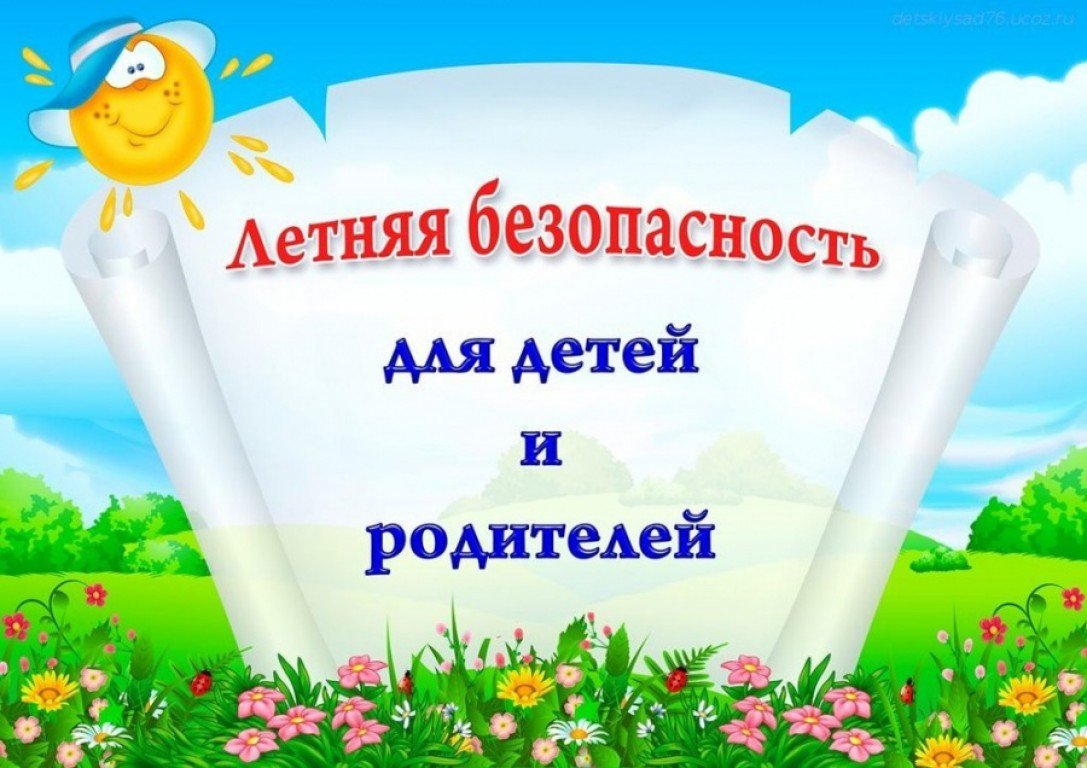 detskiysad76.ucoz.ru
Летняя безопасность
для детей
и
родителей